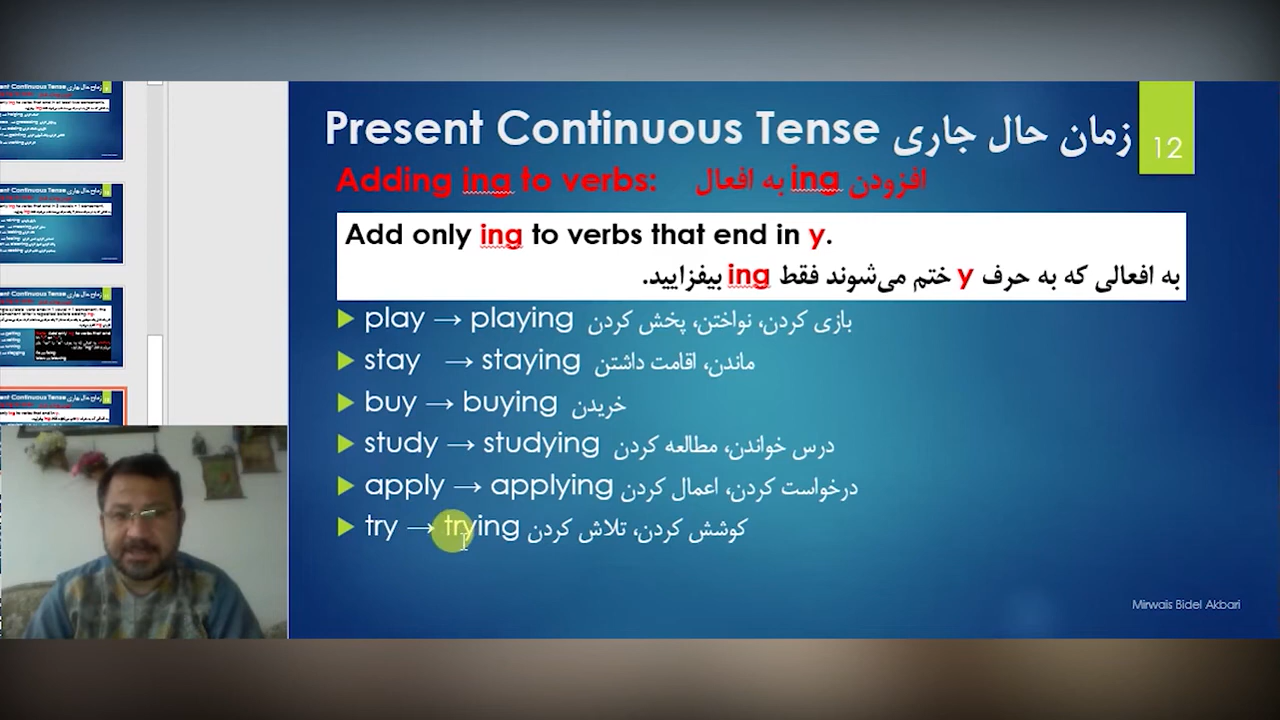 Present Continuous Tense زمان حال جاری
12
Adding ing to verbs: افزودن ing به افعال
Add only ing to verbs that end in y.
به افعالی که به حرف y ختم می‌شوند فقط ing بیفزایید.
play → playing بازی کردن، نواختن، پخش کردن
stay → staying ماندن، اقامت داشتن
buy → buying خریدن
study → studying درس خواندن، مطالعه کردن
apply → applying درخواست کردن، اعمال کردن
try → trying کوشش کردن، تلاش کردن
Mirwais Bidel Akbari